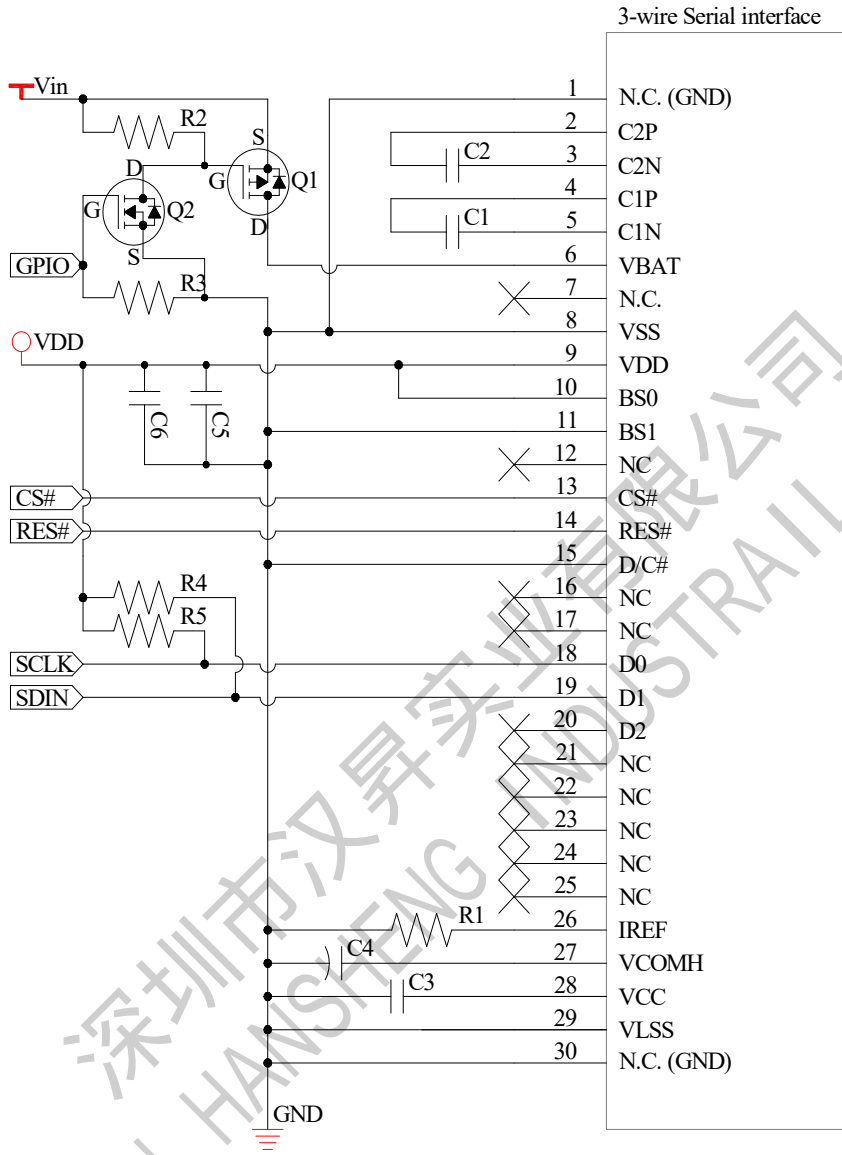 3-wire Serial interface
Vin
R2
S
D
G
Q1
G
Q2
D
S
GPIO
R3
VDD
C6
C5
CS#
RES#
R4
R5
SCLK
SDIN
C2
C1
R1
C4
C3
GND
1 N.C. (GND)
2 C2P
3 C2N
4 C1P
5 C1N
6 VBAT
7 N.C.
8 VSS
9 VDD
10 BS0
11 BS1
12 NC
13 CS#
14 RES#
15 D/C#
16 NC
17 NC
18 D0
19 D1
20 D2
21 NC
22 NC
23 NC
24 NC
25 NC
26 IREF
27 VCOMH
28 VCC
29 VLSS
30 N.C. (GND)
深圳市汉昇实业有限公司
HANSHENG INDUSTRAIL